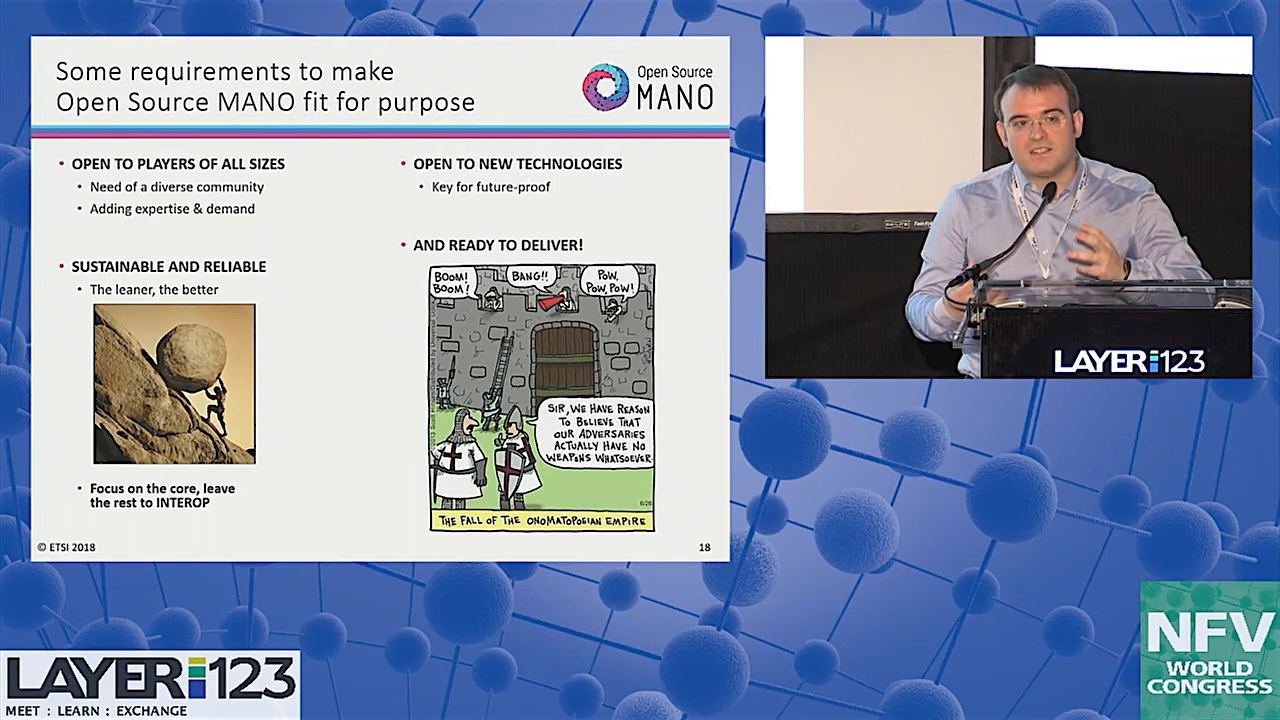 Some requirements to make
Open Source MANO fit for purpose
Open Source
MANO
• OPEN TO PLAYERS OF ALL SIZES
• Need of a diverse community
• Adding expertise & demand
• SUSTAINABLE AND RELIABLE
• The leaner, the better
• Focus on the core, leave
the rest to INTEROP
• OPEN TO NEW TECHNOLOGIES
• Key for future-proof
• AND READY TO DELIVER!
BOOM!
BOOM!
BANG!!
POW,
POW, POW!
SIR, WE HAVE REASON
TO BELIEVE THAT
OUR ADVERSARIES
ACTUALLY HAVE NO
WEAPONS WHATSOEVER
THE FALL OF THE ONOMATOPOEIAN EMPIRE
© ETSI 2018
18
LAYER123
LAYER123
MEET : LEARN : EXCHANGE
NFV
WORLD
CONGRESS